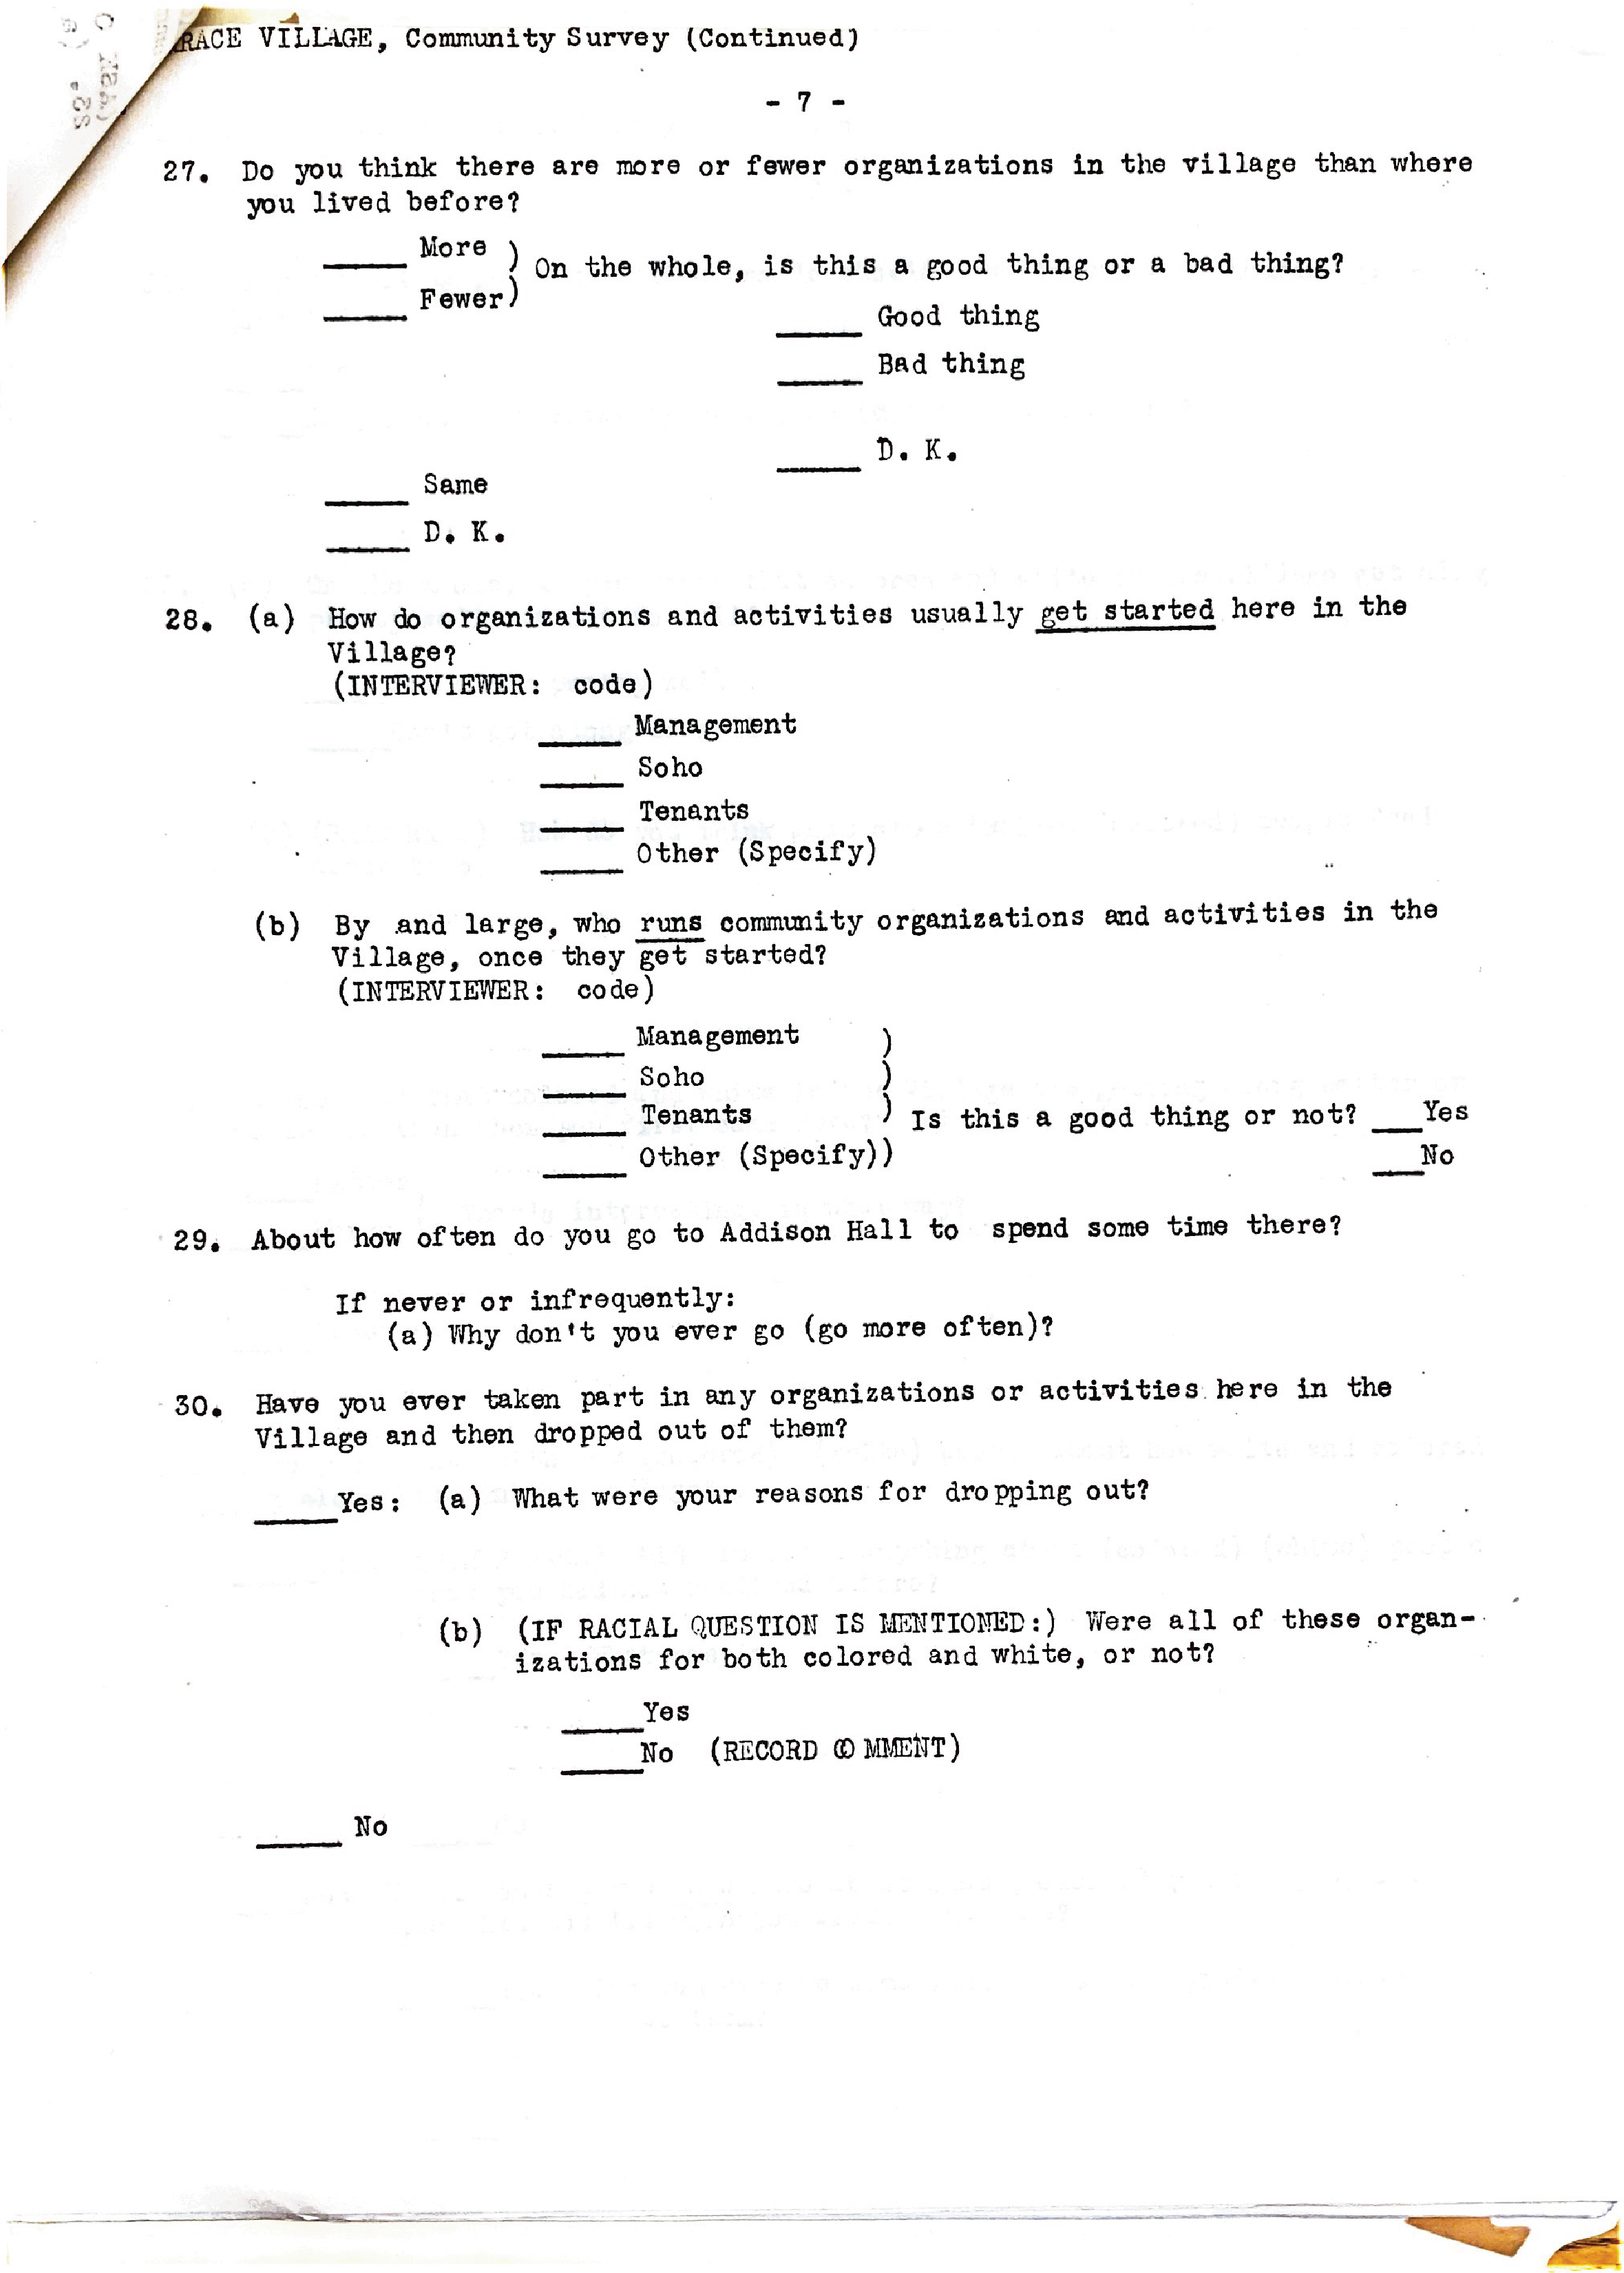 RACE VILLAGE, Community Survey (Continued)
- 7 -
27. Do you think there are more or fewer organizations in the village than where
you lived before?
_____ More )
On the whole, is this a good thing or a bad thing?
_____ Fewer)
_____ Good thing
_____ Bad thing
_____ D. K.
_____ Same
_____ D. K.
28. (a) How do organizations and activities usually get started here in the
Village?
(INTERVIEWER: code)
_____ Management
_____ Soho
_____ Tenants
_____ Other (Specify)
(b) By and large, who runs community organizations and activities in the
Village, once they get started?
(INTERVIEWER: code)
_____ Management )
_____ Soho )
_____ Tenants ) Is this a good thing or not? ___Yes
_____ Other (Specify)) ___No
29. About how often do you go to Addison Hall to spend some time there?
If never or infrequently:
(a) Why don't you ever go (go more often)?
30. Have you ever taken part in any organizations or activities here in the
Village and then dropped out of them?
_____Yes: (a) What were your reasons for dropping out?
(b) (IF RACIAL QUESTION IS MENTIONED:) Were all of these organ-
izations for both colored and white, or not?
_____Yes
_____No (RECORD COMMENT)
_____ No